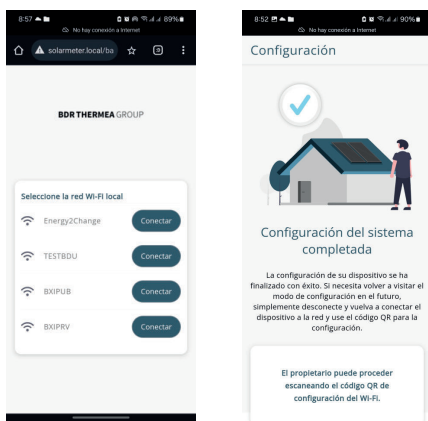 8:57 89%
No hay conexión a Internet
solarmeter.local/ba
BDR THERMEA GROUP
Seleccione la red Wi-Fi local
Energy2Change Conectar
TESTBDU Conectar
BXIPUB Conectar
BXIPRV Conectar
8:52 90%
No hay conexión a Internet
Configuración
Configuración del sistema
completada
La configuración de su dispositivo se ha
finalizado con éxito. Si necesita volver a visitar el
modo de configuración en el futuro,
simplemente desconecte y vuelva a conectar el
dispositivo a la red y use el código QR para la
configuración.
El propietario puede proceder
escaneando el código QR de
configuración del Wi-Fi.